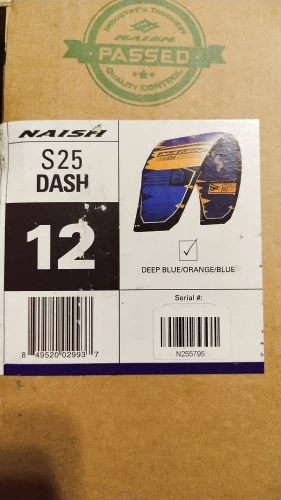 INDUSTRY'S TOUGHEST
NAISH
PASSED
QUALITY CONTROL
NAISH
S25
DASH
12
DEEP BLUE/ORANGE/BLUE
Serial #:
8 49520 02993 7
N255795